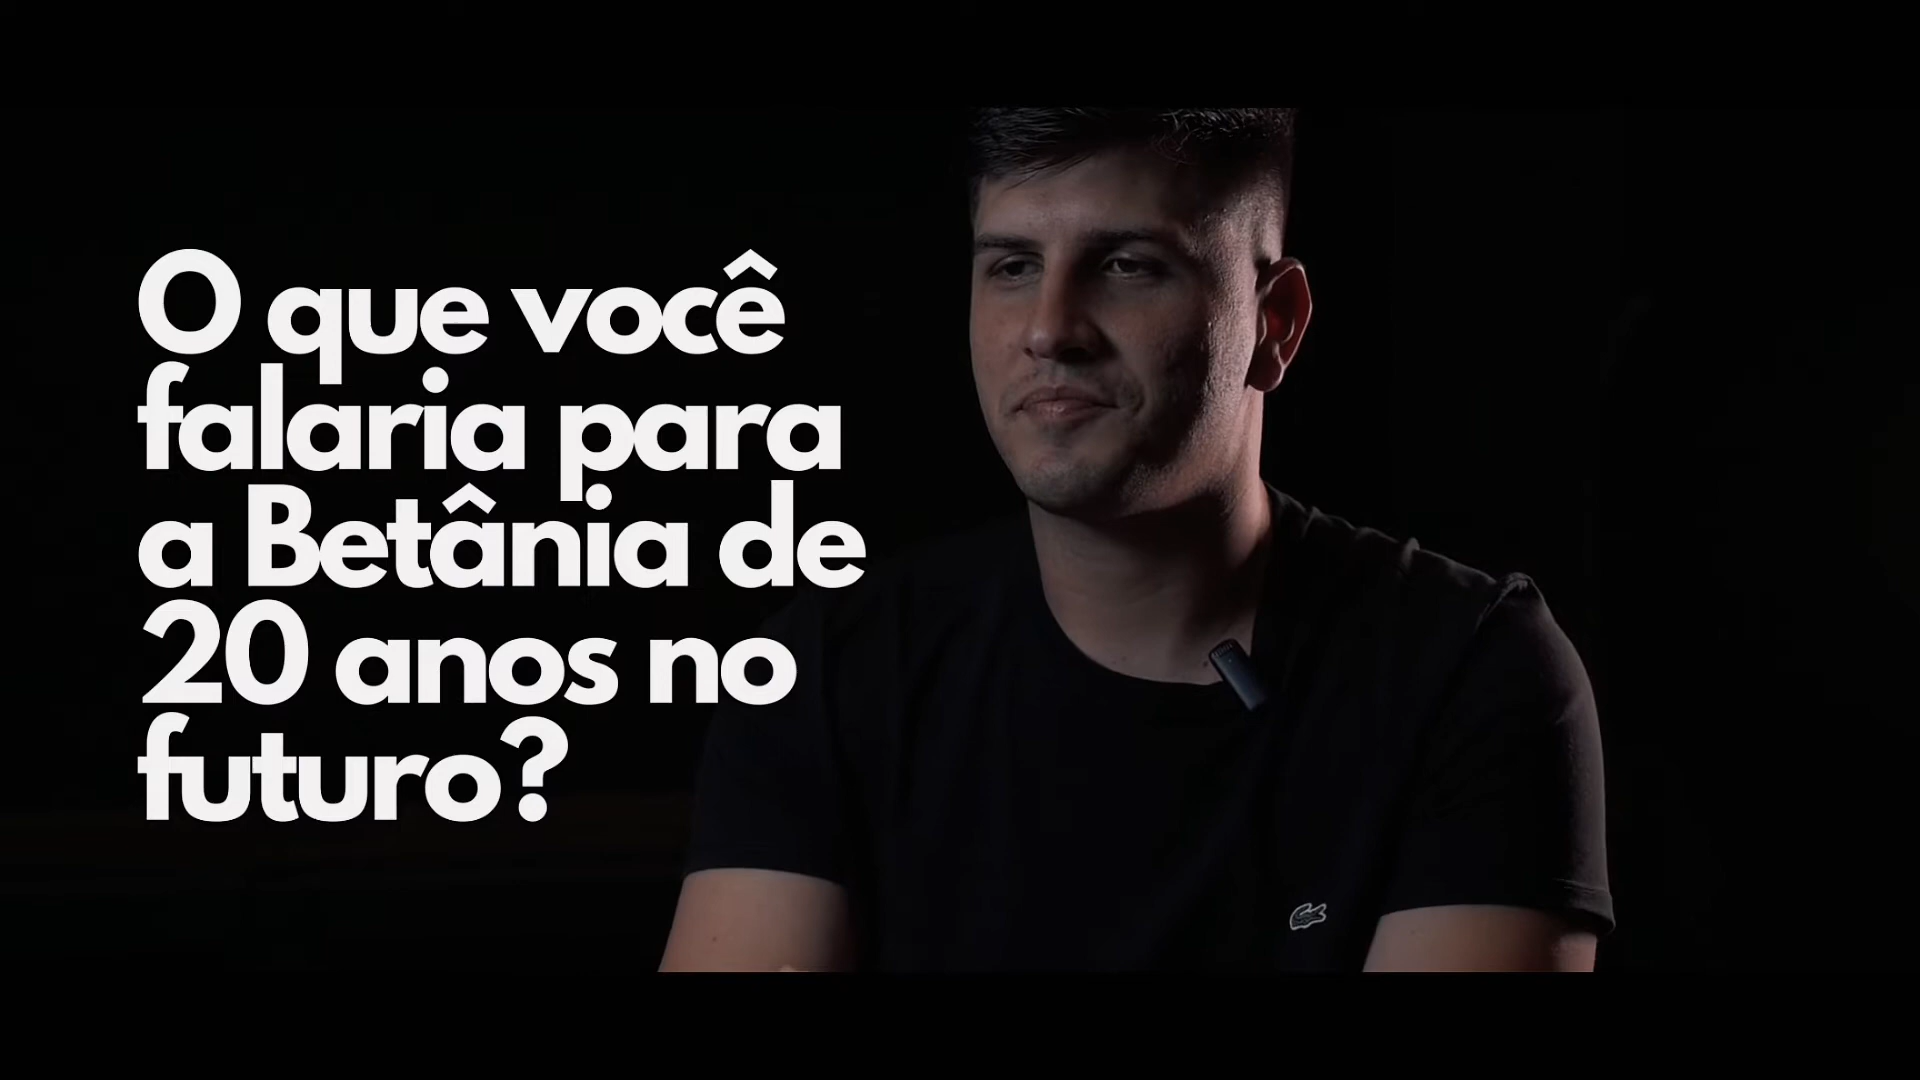 O que você
falaria para
a Betânia de
20 anos no
futuro?